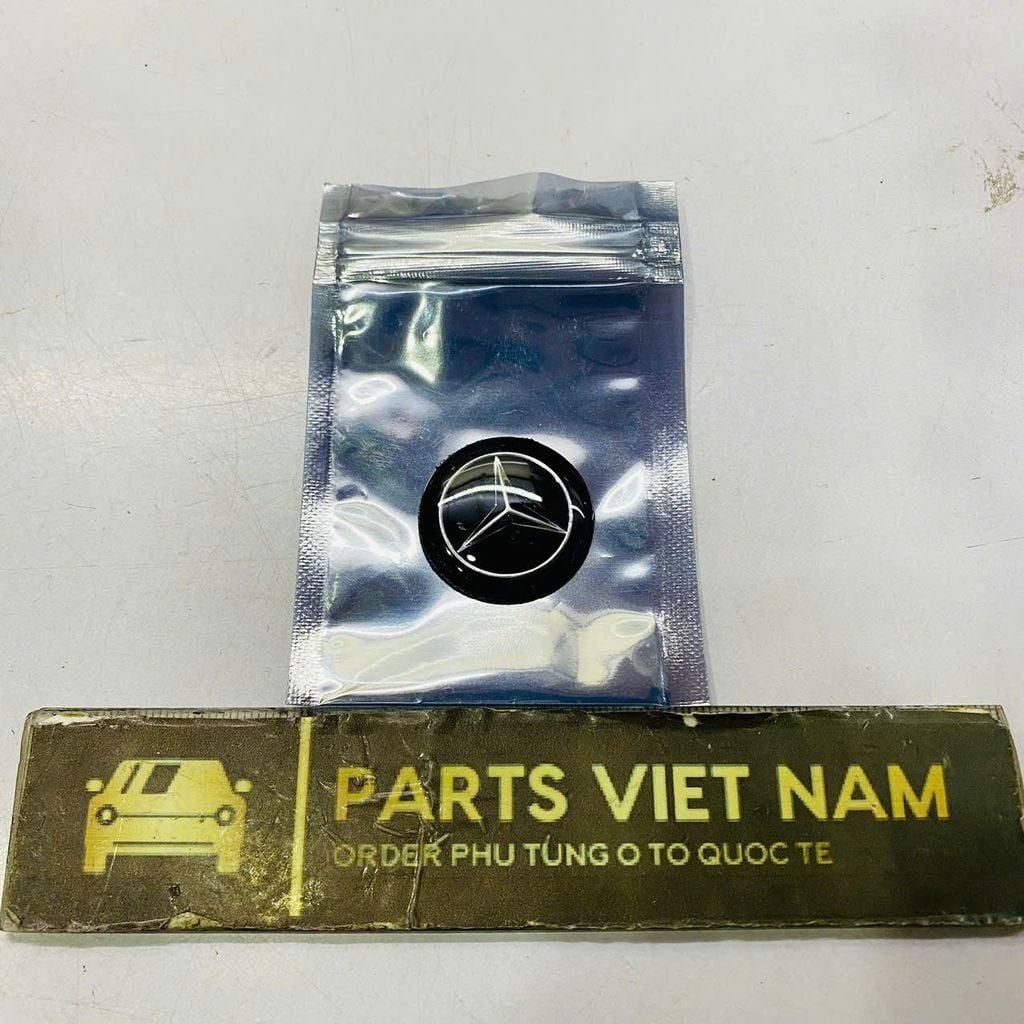 PARTS VIET NAM
ORDER PHU TUNG O TO QUOC TE